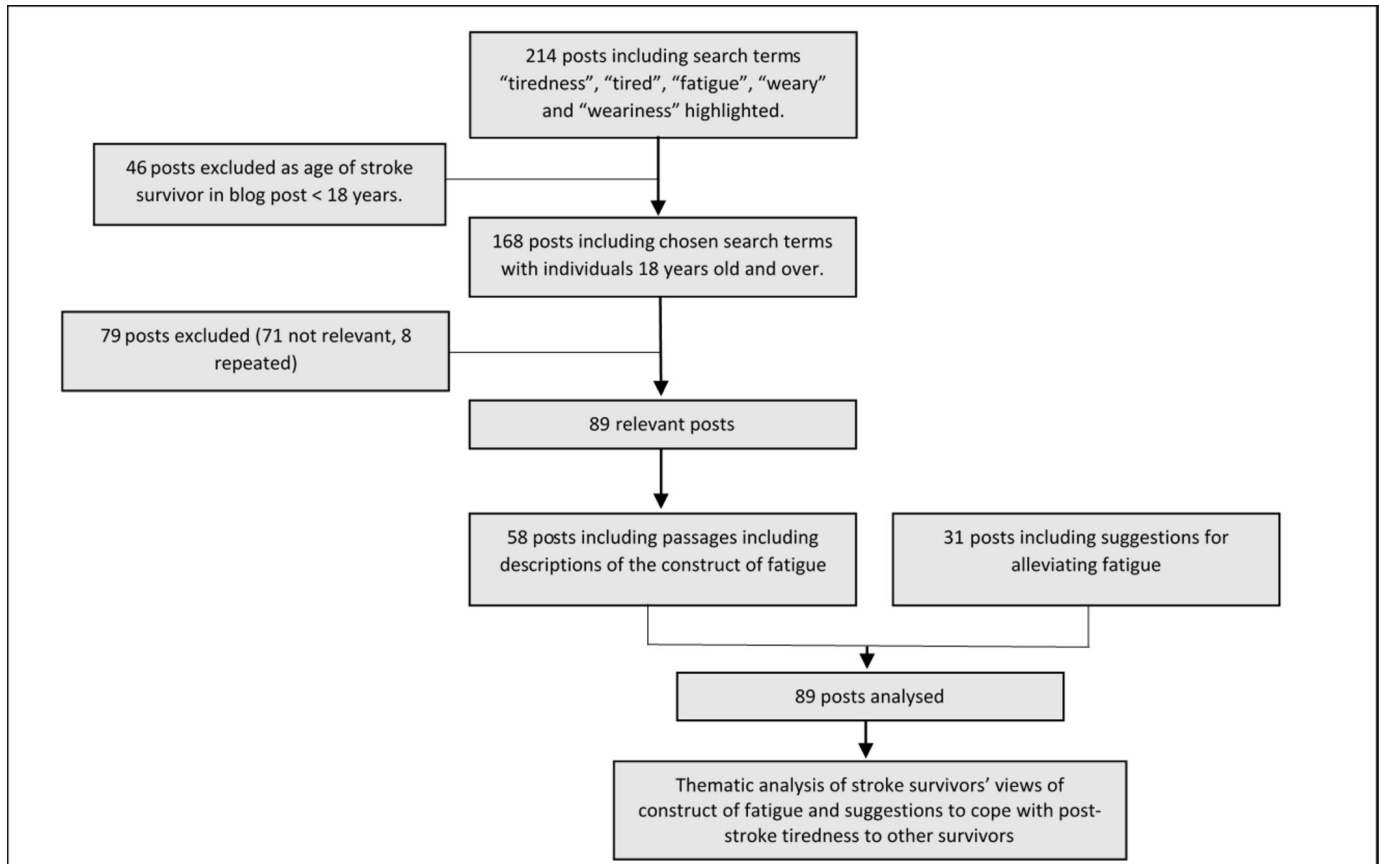 214 posts including search terms
“tiredness”, “tired”, “fatigue”, “weary”
and “weariness” highlighted.
46 posts excluded as age of stroke
survivor in blog post < 18 years.
168 posts including chosen search terms
with individuals 18 years old and over.
79 posts excluded (71 not relevant, 8
repeated)
89 relevant posts
58 posts including passages including
descriptions of the construct of fatigue
31 posts including suggestions for
alleviating fatigue
89 posts analysed
Thematic analysis of stroke survivors’ views of
construct of fatigue and suggestions to cope with post-
stroke tiredness to other survivors